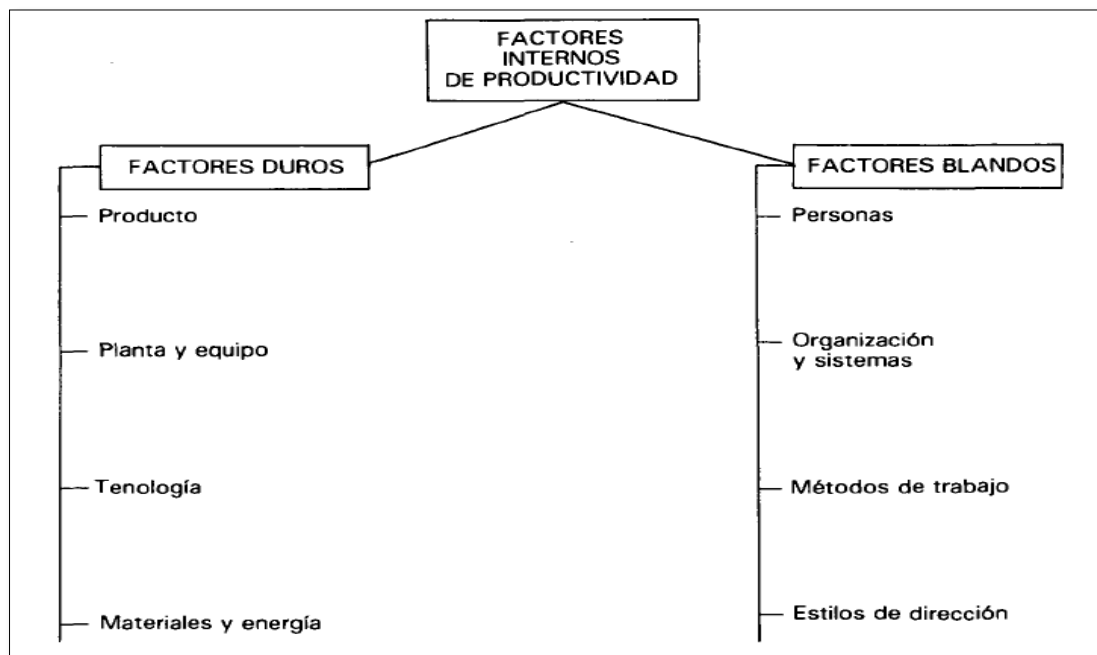 FACTORES
INTERNOS
DE PRODUCTIVIDAD
FACTORES DUROS
Producto
Planta y equipo
Tenología
Materiales y energía
FACTORES BLANDOS
Personas
Organización
y sistemas
Métodos de trabajo
Estilos de dirección